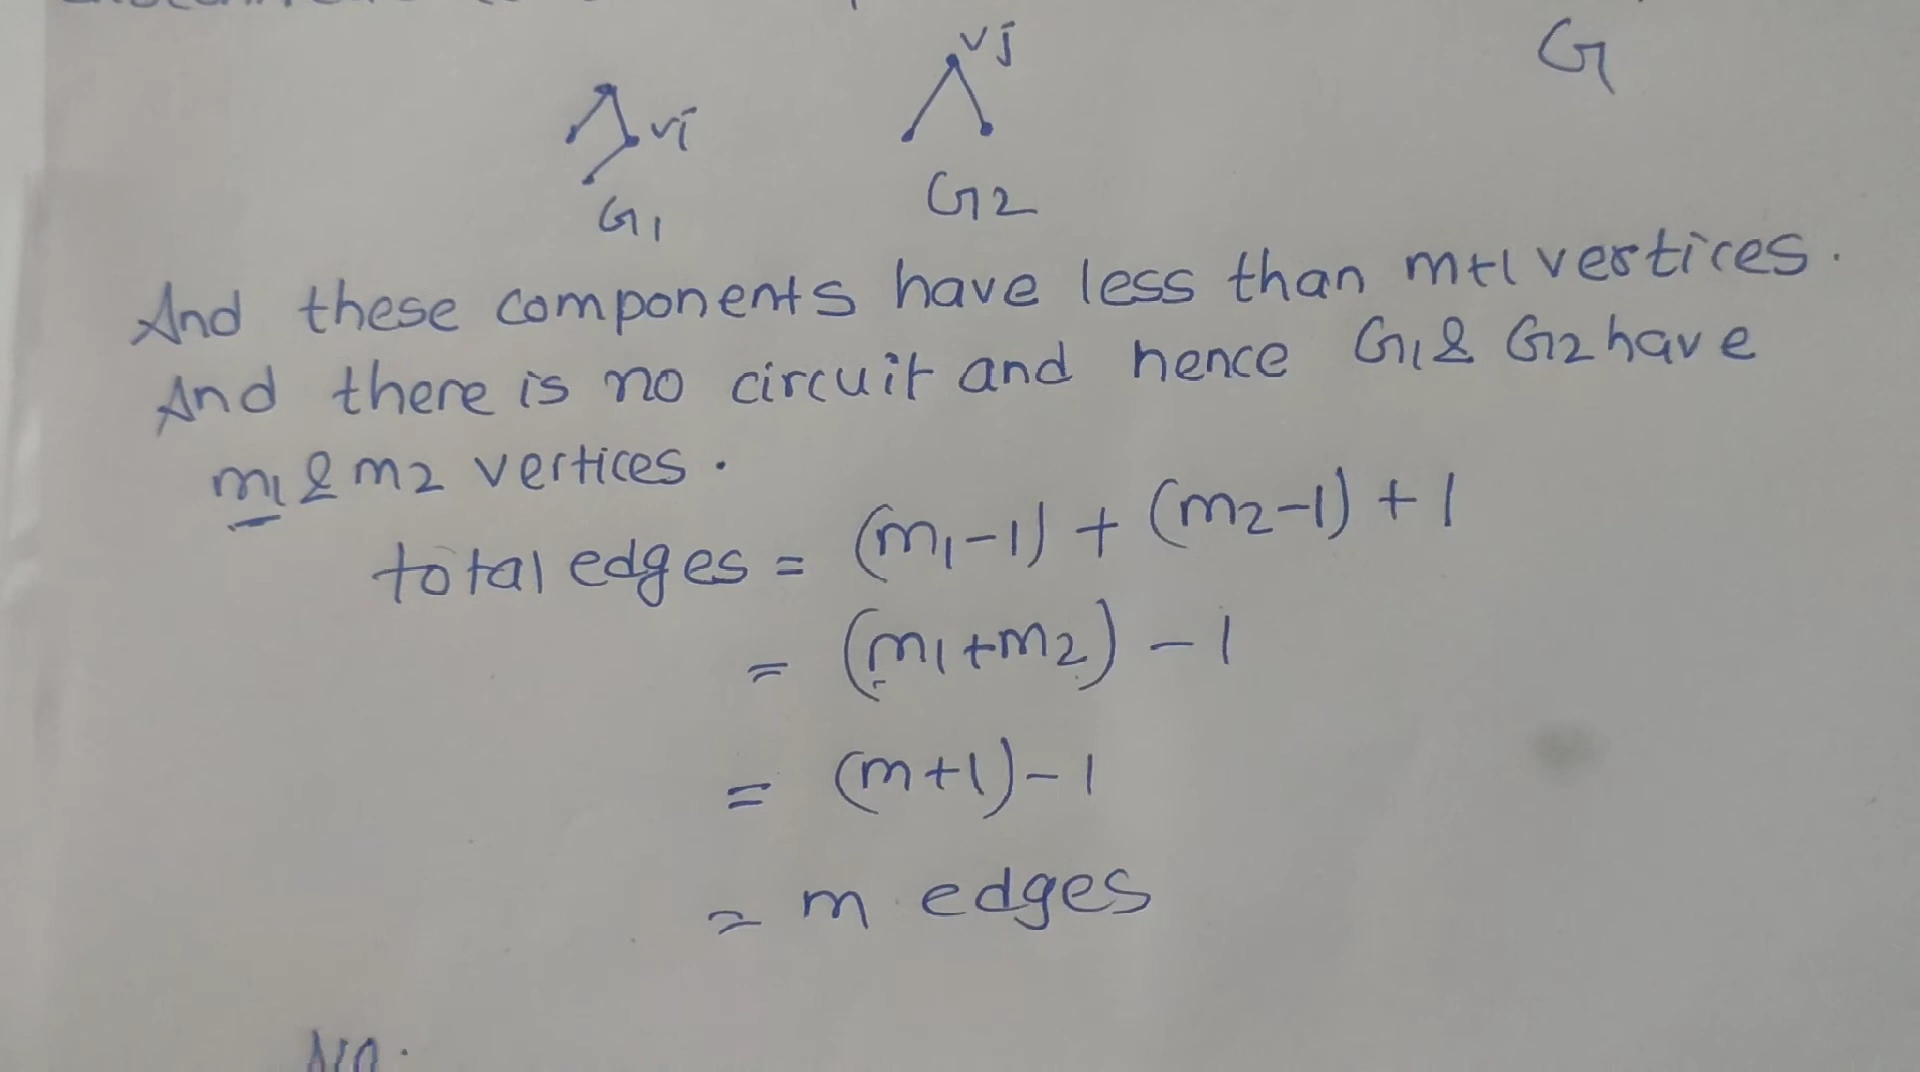 vj
G
vi
G1
G2
And these components have less than m+1 vertices.
And there is no circuit and hence G1 & G2 have
m1 & m2 vertices.
total edges = (m1-1) + (m2-1) + 1
= (m1+m2) - 1
= (m+1) - 1
= m edges